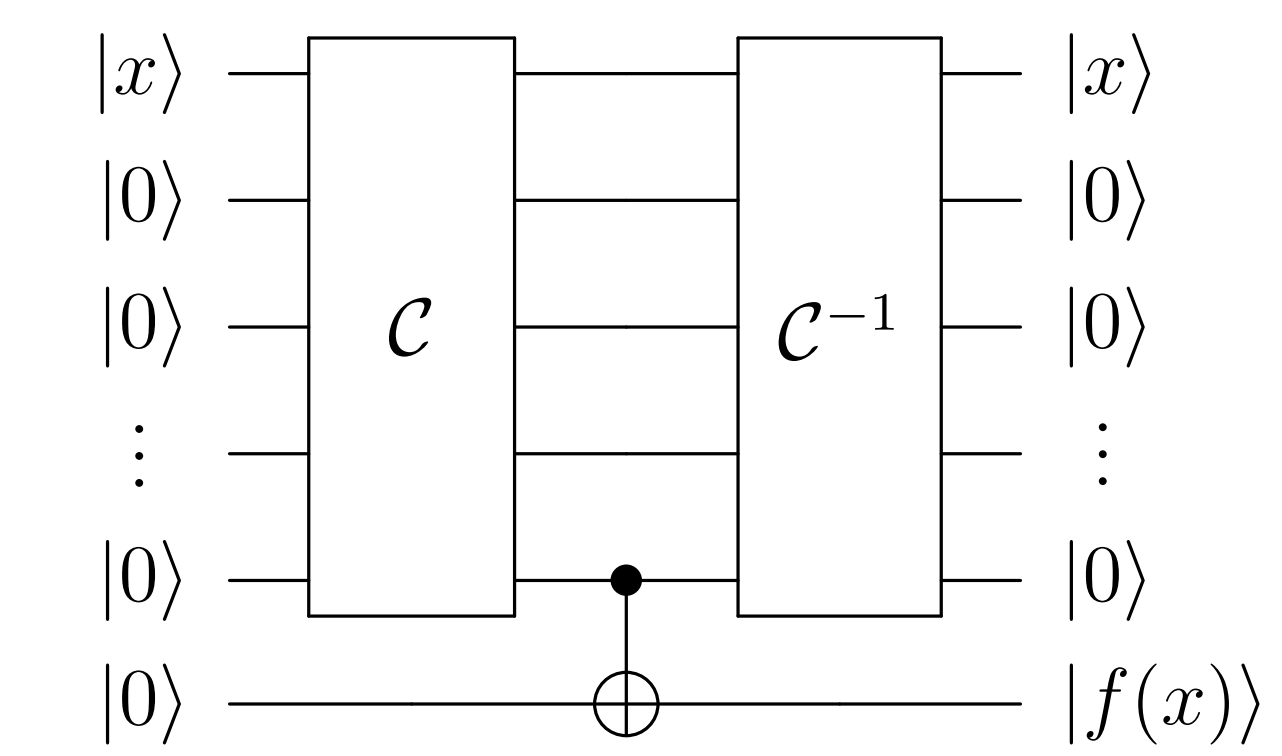 |x⟩ |x⟩
|0⟩ |0⟩
|0⟩ 𝒞 𝒞⁻¹ |0⟩
⋮ ⋮
|0⟩ |0⟩
|0⟩ |f(x)⟩